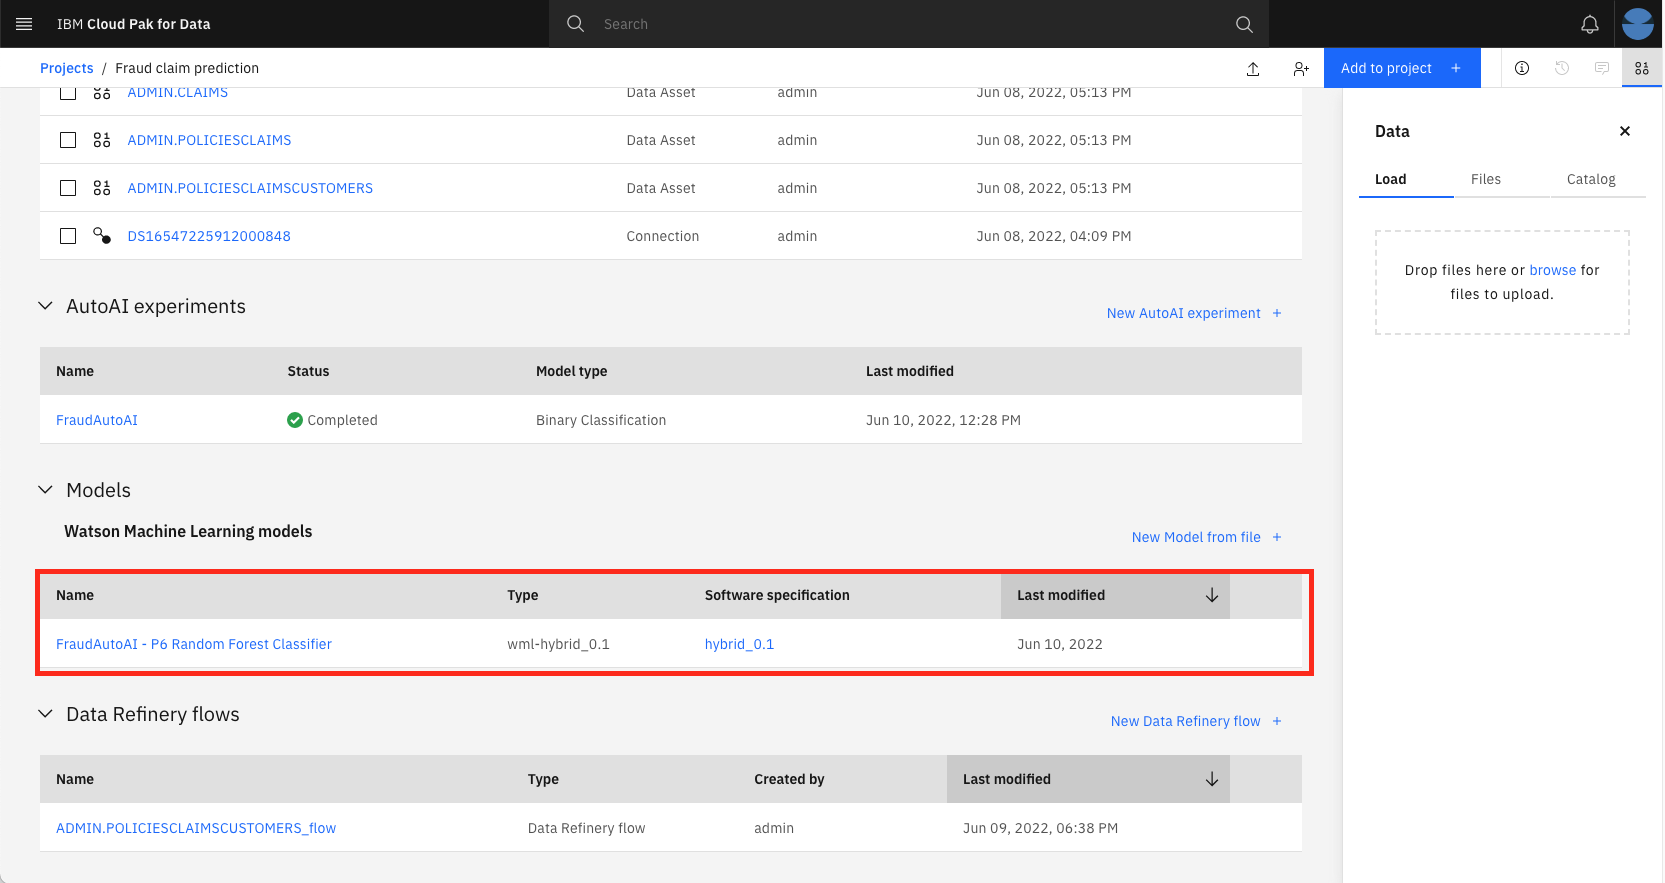 IBM Cloud Pak for Data
Search
Projects / Fraud claim prediction
Add to project +
ADMIN.CLAIMS Data Asset admin Jun 08, 2022, 05:13 PM
ADMIN.POLICIESCLAIMS Data Asset admin Jun 08, 2022, 05:13 PM
ADMIN.POLICIESCLAIMSCUSTOMERS Data Asset admin Jun 08, 2022, 05:13 PM
DS16547225912000848 Connection admin Jun 08, 2022, 04:09 PM
AutoAI experiments
New AutoAI experiment +
Name Status Model type Last modified
FraudAutoAI Completed Binary Classification Jun 10, 2022, 12:28 PM
Models
Watson Machine Learning models
New Model from file +
Name Type Software specification Last modified
FraudAutoAI - P6 Random Forest Classifier wml-hybrid_0.1 hybrid_0.1 Jun 10, 2022
Data Refinery flows
New Data Refinery flow +
Name Type Created by Last modified
ADMIN.POLICIESCLAIMSCUSTOMERS_flow Data Refinery flow admin Jun 09, 2022, 06:38 PM
Data
Load Files Catalog
Drop files here or browse for
files to upload.